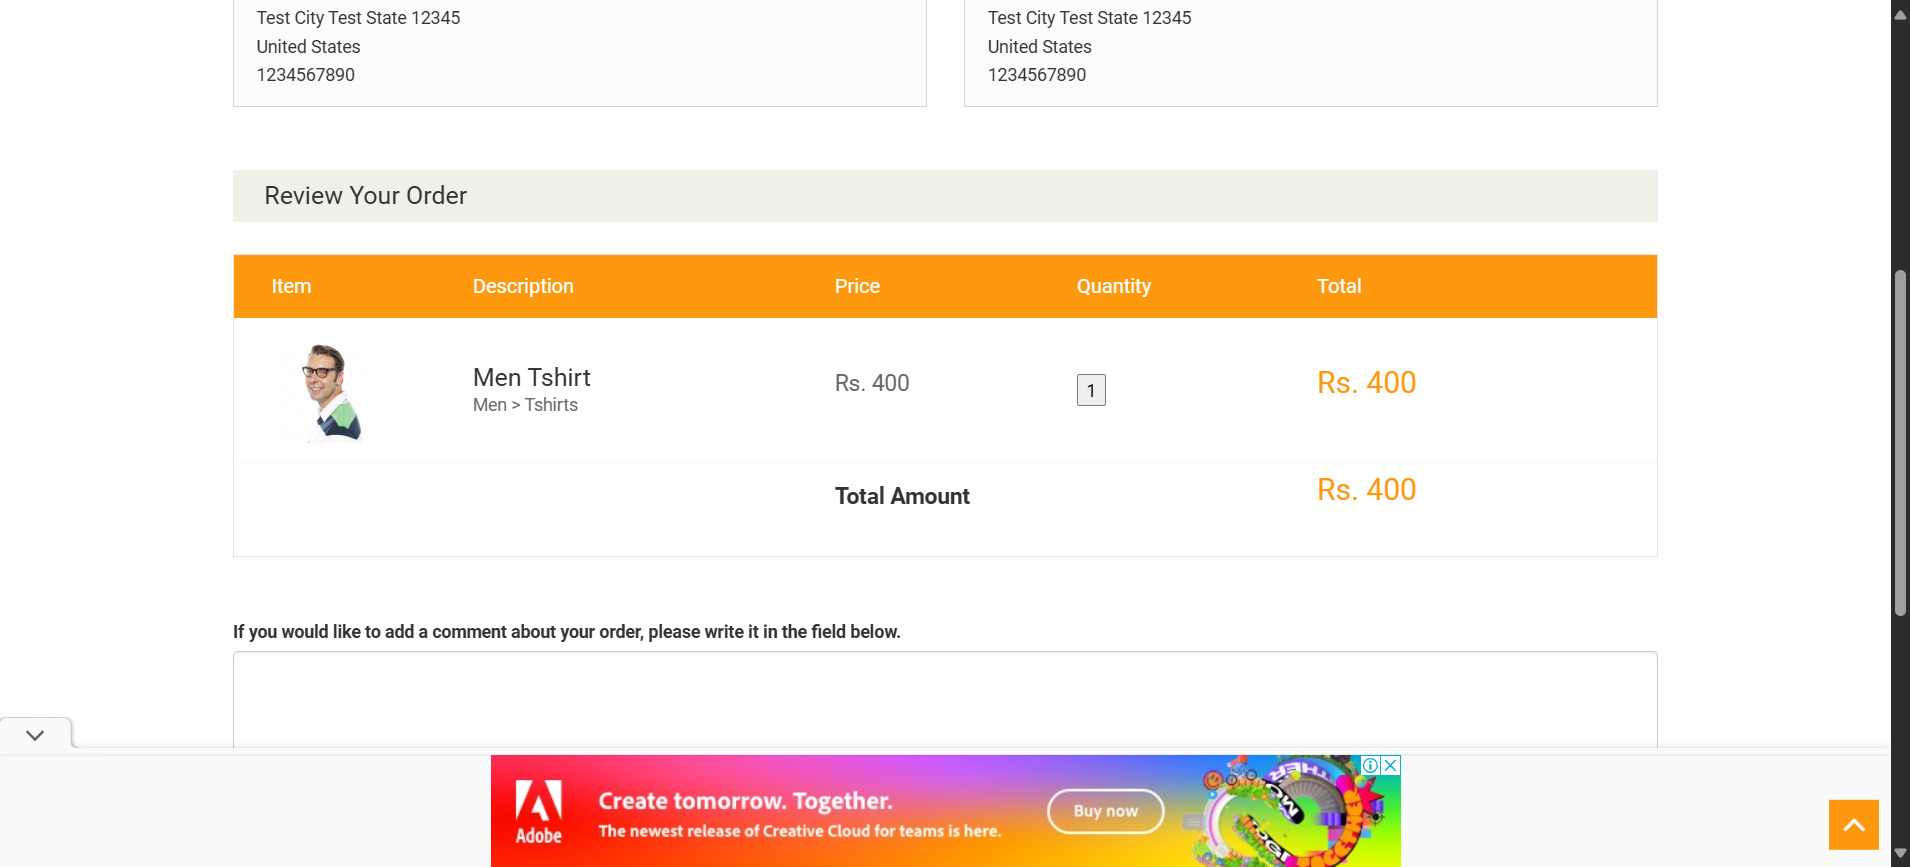 Test City Test State 12345
United States
1234567890
Test City Test State 12345
United States
1234567890
Review Your Order
Item Description Price Quantity Total
Men Tshirt
Men > Tshirts
Rs. 400
1
Rs. 400
Total Amount
Rs. 400
If you would like to add a comment about your order, please write it in the field below.
Adobe
Create tomorrow. Together.
The newest release of Creative Cloud for teams is here.
Buy now